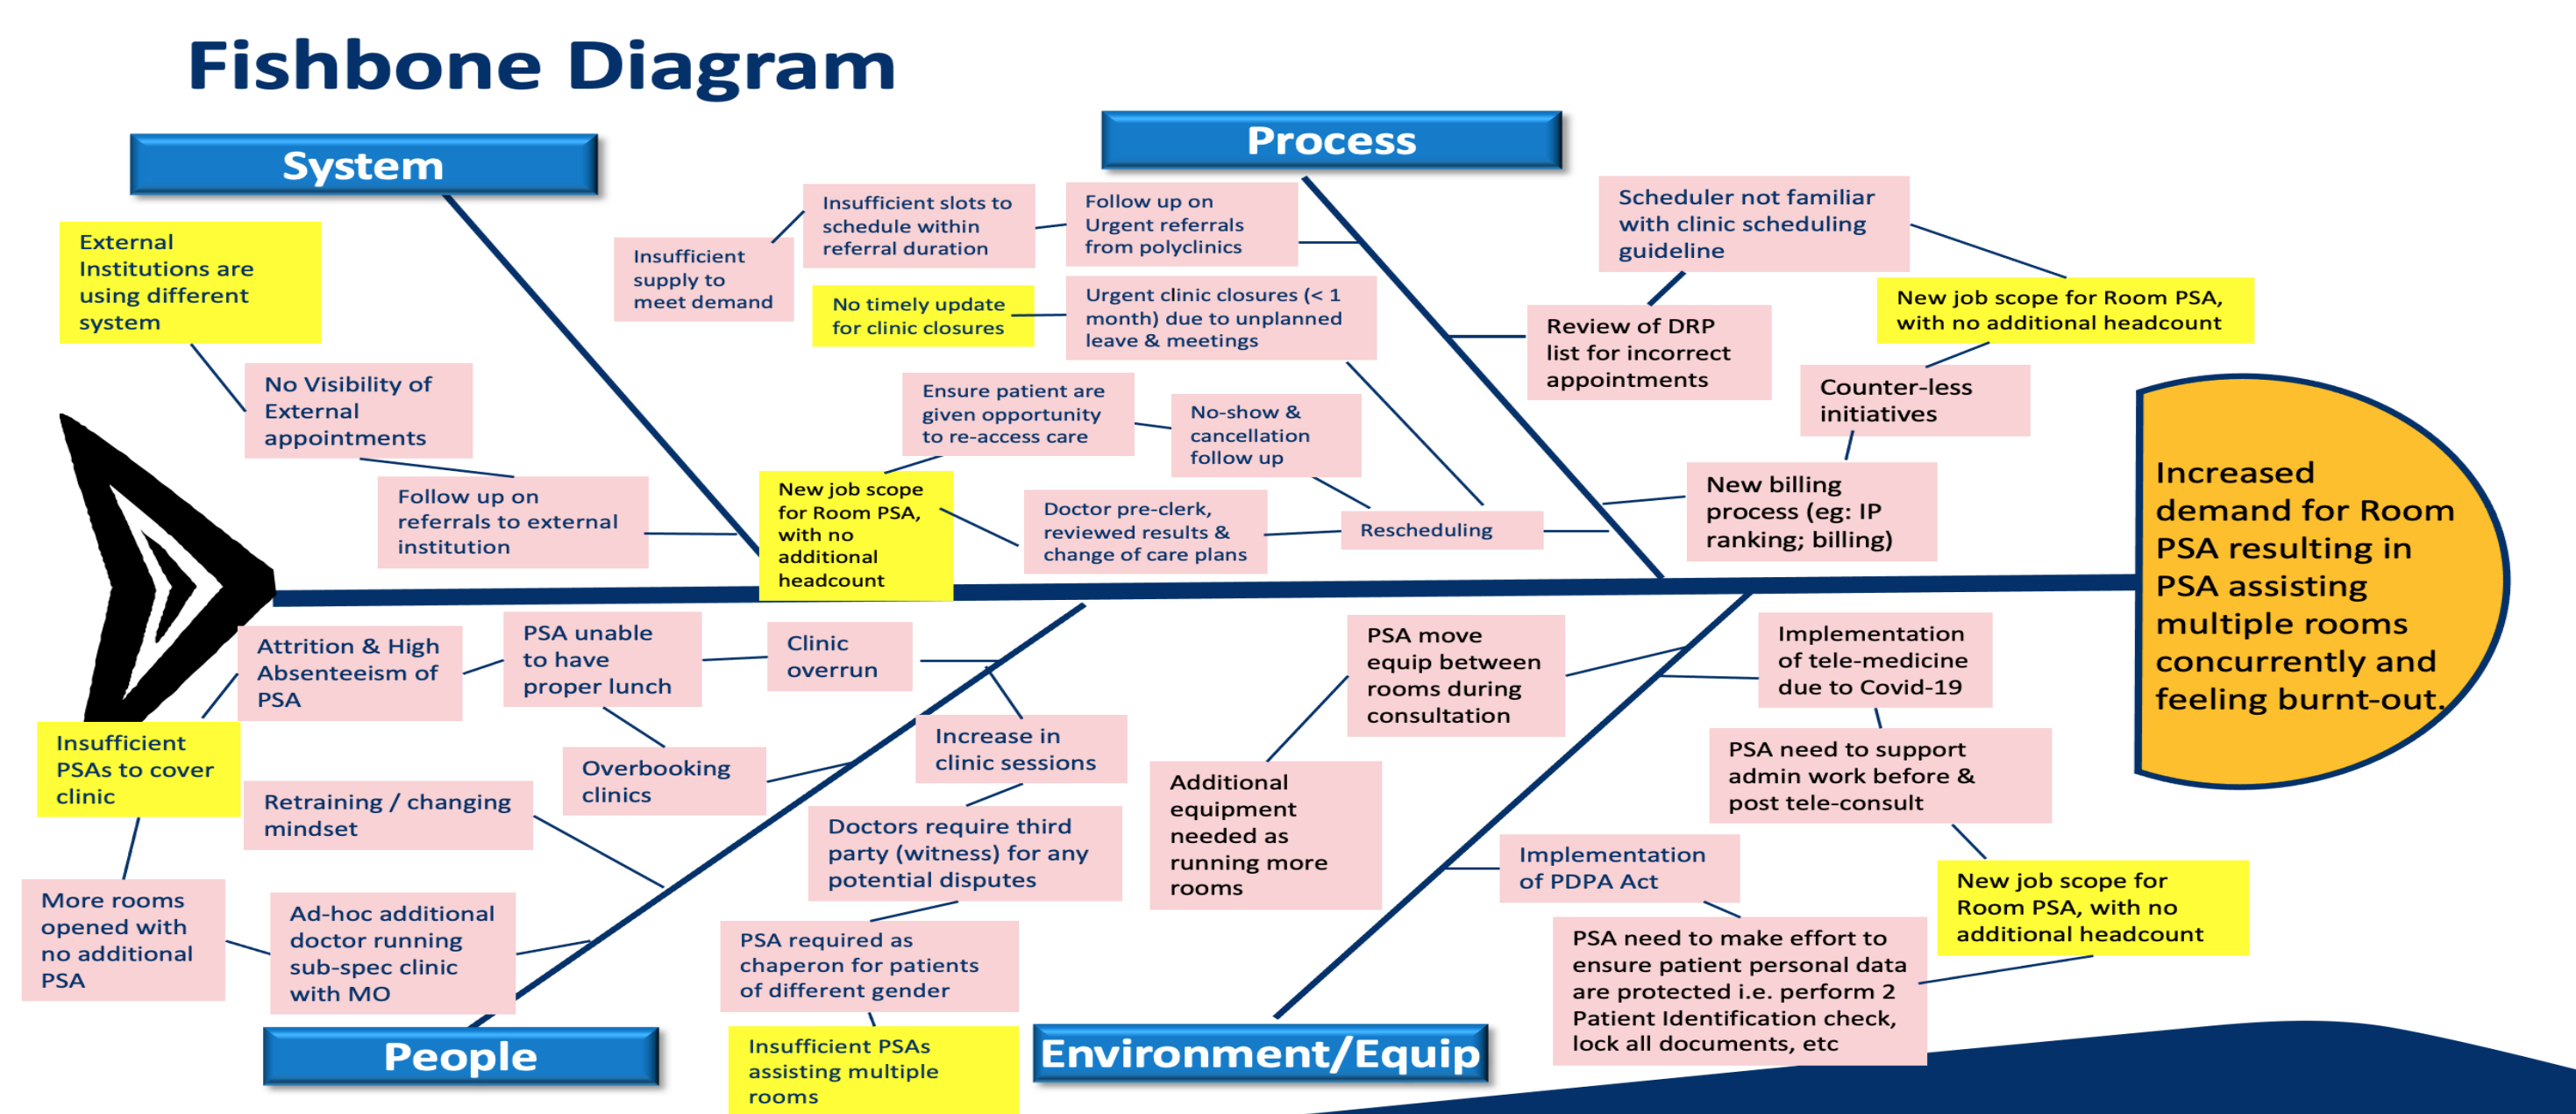 Fishbone Diagram
System
Process
External
Institutions are
using different
system
No Visibility of
External
appointments
Follow up on
referrals to external
institution
Insufficient
supply to
meet demand
Insufficient slots to
schedule within
referral duration
Follow up on
Urgent referrals
from polyclinics
No timely update
for clinic closures
Urgent clinic closures (< 1
month) due to unplanned
leave & meetings
Ensure patient are
given opportunity
to re-access care
No-show &
cancellation
follow up
New job scope
for Room PSA,
with no
additional
headcount
Doctor pre-clerk,
reviewed results &
change of care plans
Rescheduling
Scheduler not familiar
with clinic scheduling
guideline
New job scope for Room PSA,
with no additional headcount
Review of DRP
list for incorrect
appointments
Counter-less
initiatives
New billing
process (eg: IP
ranking; billing)
Increased
demand for Room
PSA resulting in
PSA assisting
multiple rooms
concurrently and
feeling burnt-out.
Attrition & High
Absenteeism of
PSA
PSA unable
to have
proper lunch
Clinic
overrun
Insufficient
PSAs to cover
clinic
Retraining / changing
mindset
Overbooking
clinics
Increase in
clinic sessions
Doctors require third
party (witness) for any
potential disputes
More rooms
opened with
no additional
PSA
Ad-hoc additional
doctor running
sub-spec clinic
with MO
PSA required as
chaperon for patients
of different gender
Insufficient PSAs
assisting multiple
rooms
PSA move
equip between
rooms during
consultation
Additional
equipment
needed as
running more
rooms
Implementation
of tele-medicine
due to Covid-19
PSA need to support
admin work before &
post tele-consult
Implementation
of PDPA Act
New job scope for
Room PSA, with no
additional headcount
PSA need to make effort to
ensure patient personal data
are protected i.e. perform 2
Patient Identification check,
lock all documents, etc
People
Environment/Equip